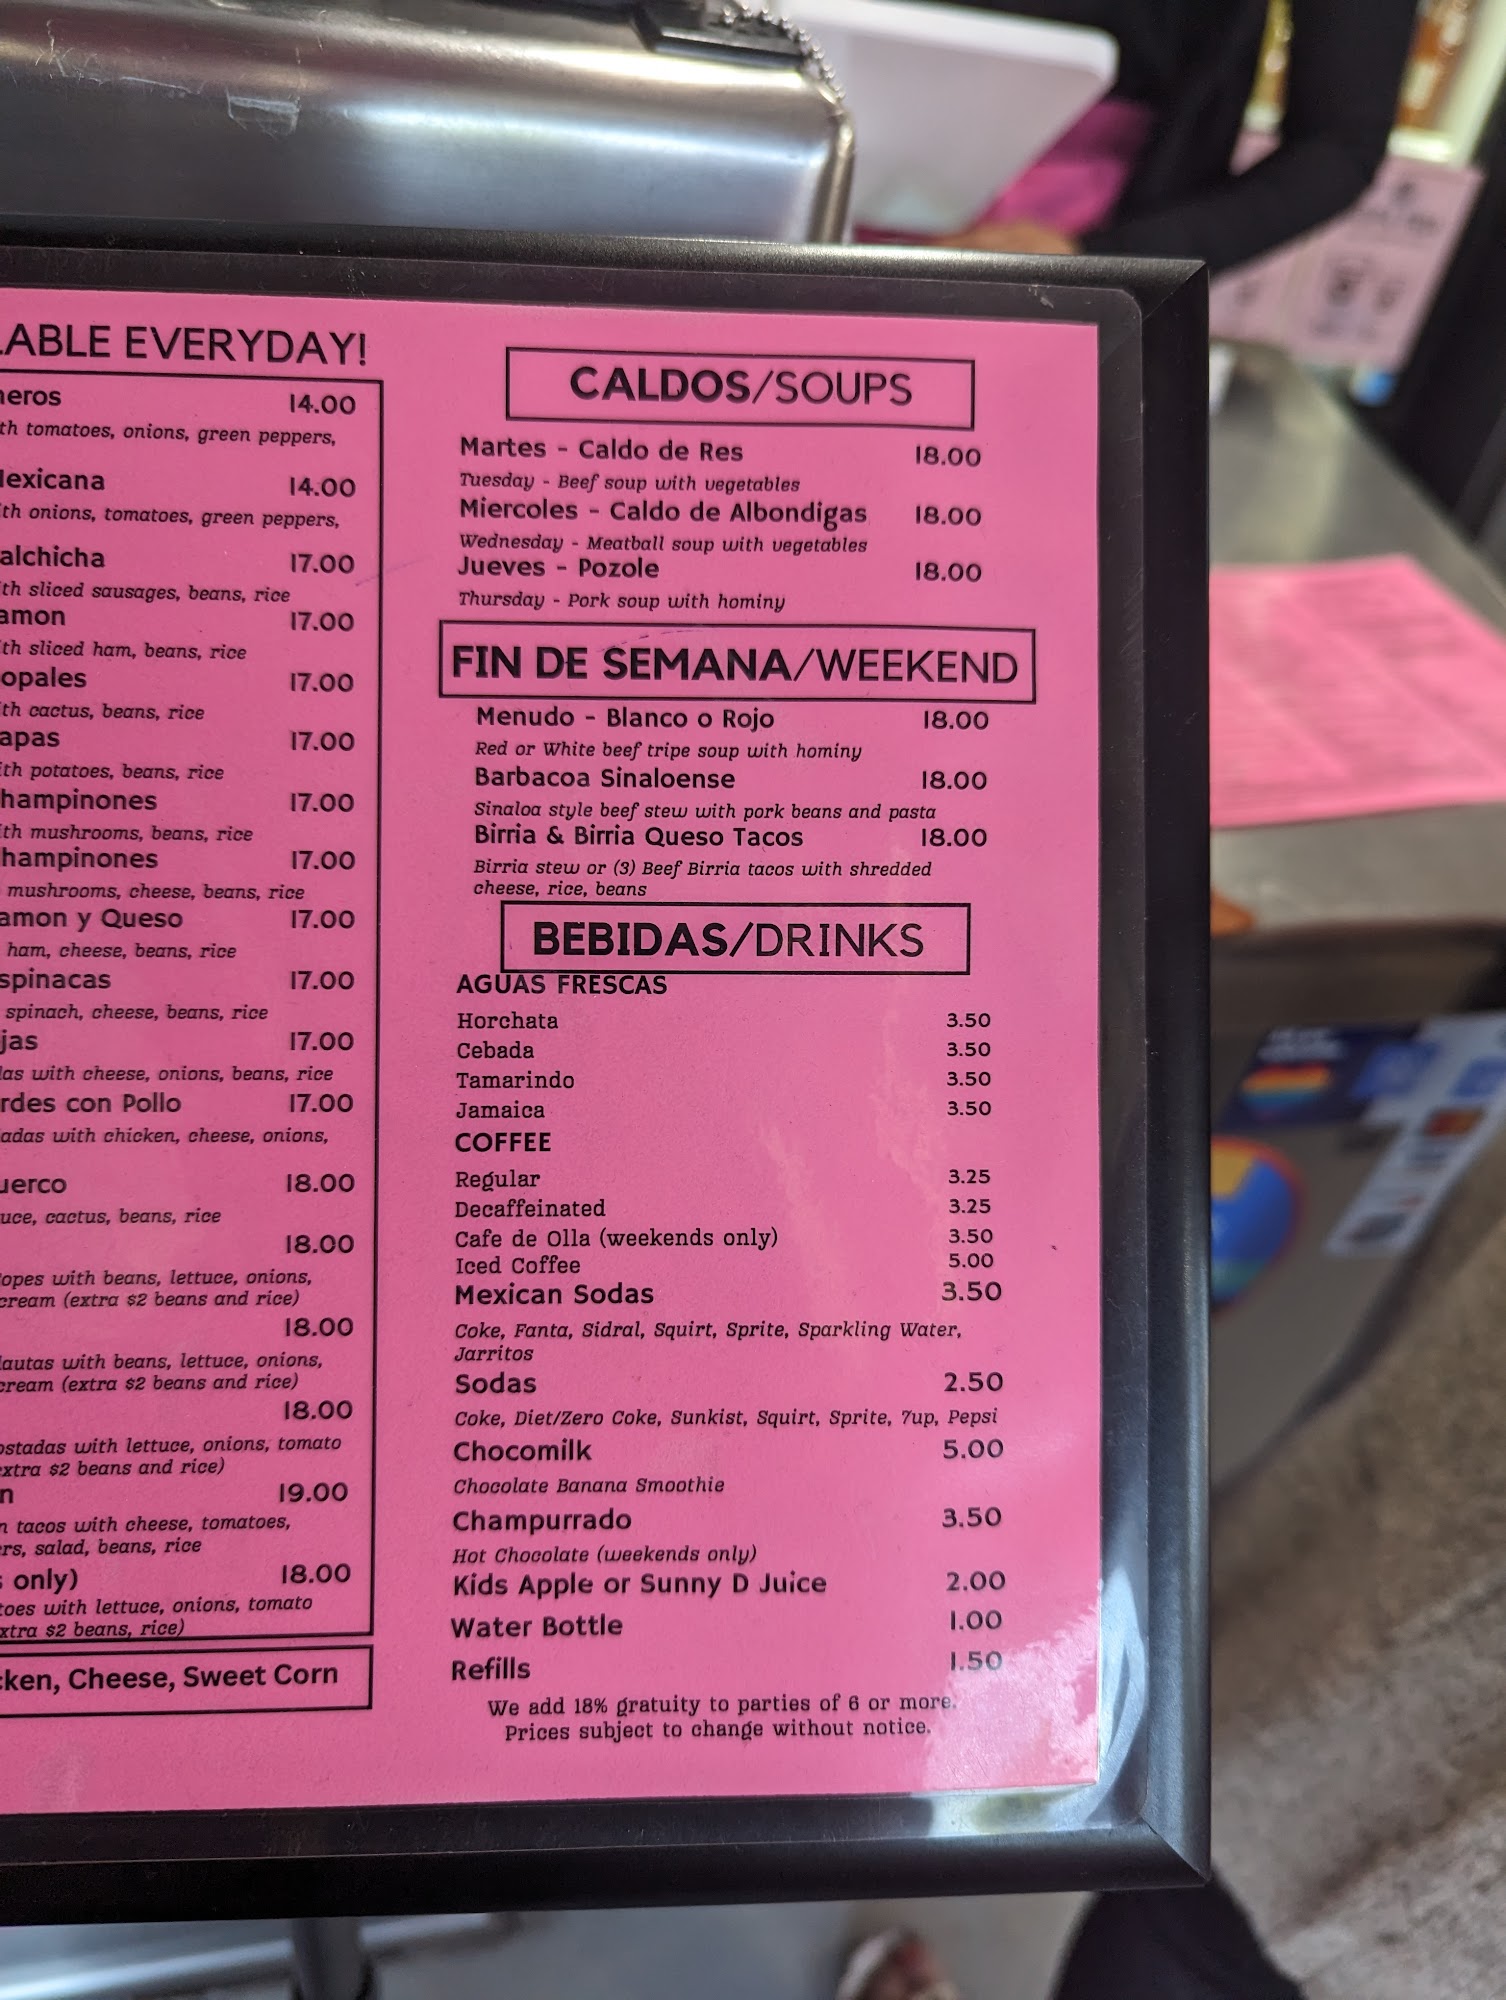 LABLE EVERYDAY!
neros 14.00
th tomatoes, onions, green peppers,
lexicana 14.00
th onions, tomatoes, green peppers,
alchicha 17.00
th sliced sausages, beans, rice
amon 17.00
th sliced ham, beans, rice
opales 17.00
th cactus, beans, rice
apas 17.00
ith potatoes, beans, rice
hampinones 17.00
ith mushrooms, beans, rice
hampinones 17.00
mushrooms, cheese, beans, rice
amon y Queso 17.00
ham, cheese, beans, rice
spinacas 17.00
spinach, cheese, beans, rice
jas 17.00
las with cheese, onions, beans, rice
rdes con Pollo 17.00
adas with chicken, cheese, onions,
uerco 18.00
uce, cactus, beans, rice
18.00
opes with beans, lettuce, onions,
cream (extra $2 beans and rice)
18.00
lautas with beans, lettuce, onions,
cream (extra $2 beans and rice)
18.00
ostadas with lettuce, onions, tomato
extra $2 beans and rice)
n 19.00
n tacos with cheese, tomatoes,
ers, salad, beans, rice
s only) 18.00
toes with lettuce, onions, tomato
xtra $2 beans, rice)
cken, Cheese, Sweet Corn
CALDOS/SOUPS
Martes - Caldo de Res 18.00
Tuesday - Beef soup with vegetables
Miercoles - Caldo de Albondigas 18.00
Wednesday - Meatball soup with vegetables
Jueves - Pozole 18.00
Thursday - Pork soup with hominy
FIN DE SEMANA/WEEKEND
Menudo - Blanco o Rojo 18.00
Red or White beef tripe soup with hominy
Barbacoa Sinaloense 18.00
Sinaloa style beef stew with pork beans and pasta
Birria & Birria Queso Tacos 18.00
Birria stew or (3) Beef Birria tacos with shredded
cheese, rice, beans
BEBIDAS/DRINKS
AGUAS FRESCAS
Horchata 3.50
Cebada 3.50
Tamarindo 3.50
Jamaica 3.50
COFFEE
Regular 3.25
Decaffeinated 3.25
Cafe de Olla (weekends only) 3.50
Iced Coffee 5.00
Mexican Sodas 3.50
Coke, Fanta, Sidral, Squirt, Sprite, Sparkling Water,
Jarritos
Sodas 2.50
Coke, Diet/Zero Coke, Sunkist, Squirt, Sprite, 7up, Pepsi
Chocomilk 5.00
Chocolate Banana Smoothie
Champurrado 3.50
Hot Chocolate (weekends only)
Kids Apple or Sunny D Juice 2.00
Water Bottle 1.00
Refills 1.50
We add 18% gratuity to parties of 6 or more.
Prices subject to change without notice.